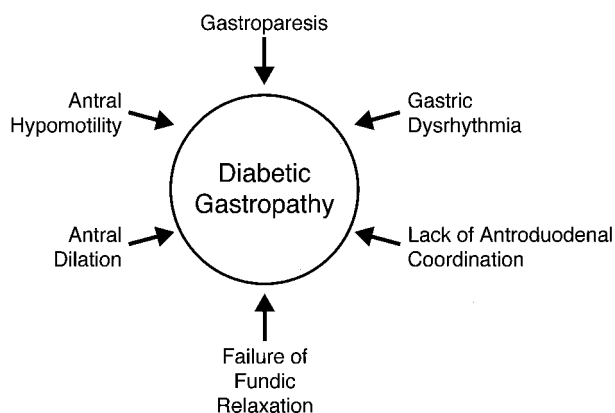 Gastroparesis
Antral
Hypomotility
Gastric
Dysrhythmia
Diabetic
Gastropathy
Antral
Dilation
Lack of Antroduodenal
Coordination
Failure of
Fundic
Relaxation